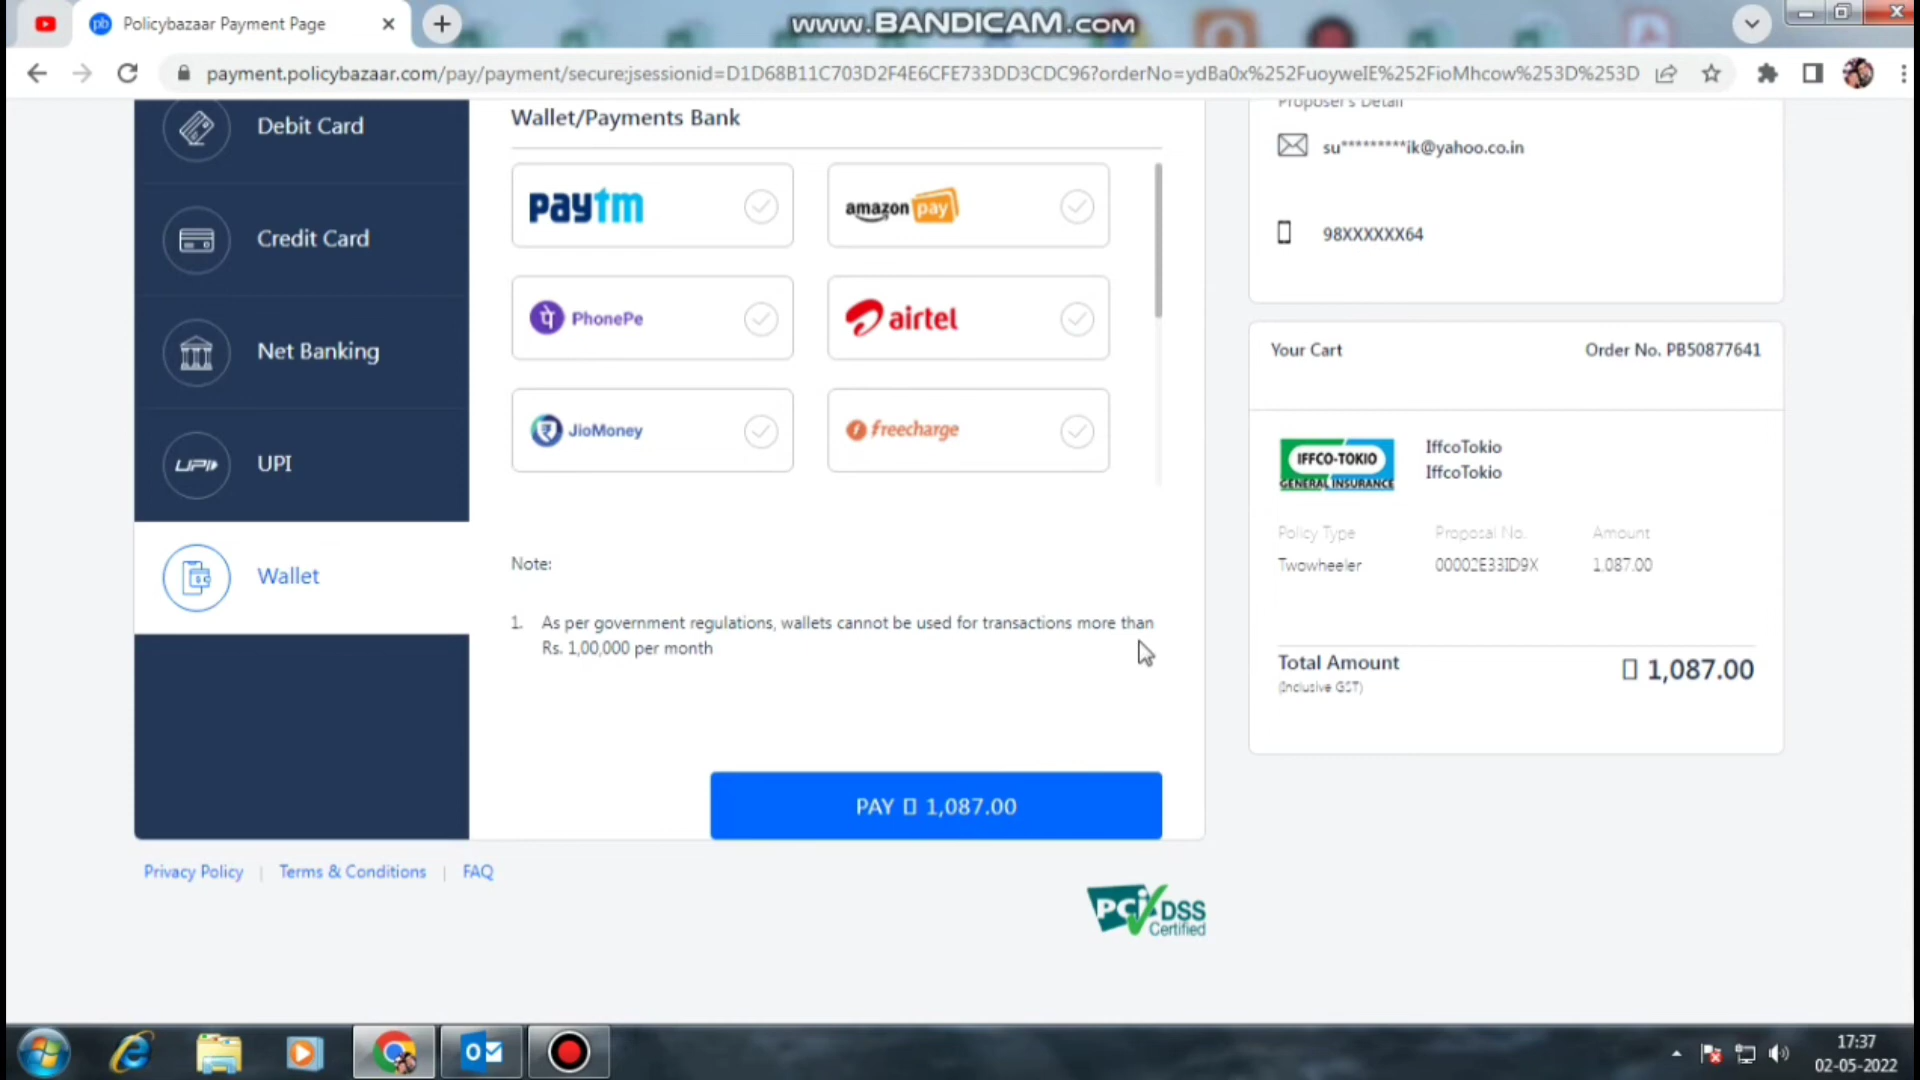 Policybazaar Payment Page
www.BANDICAM.com
payment.policybazaar.com/pay/payment/secure;jsessionid=D1D68B11C703D2F4E6CFE733DD3CDC96?orderNo=ydBa0x%252FuoyweIE%252FioMhcow%253D%253D
Debit Card
Credit Card
Net Banking
UPI
UPI
Wallet
Wallet/Payments Bank
paytm
amazon pay
पे PhonePe
airtel
JioMoney
freecharge
Note:
1. As per government regulations, wallets cannot be used for transactions more than
Rs. 1,00,000 per month
PAY 1,087.00
Proposer's Detail
su*********ik@yahoo.co.in
98XXXXXX64
Your Cart
Order No. PB50877641
IFFCO-TOKIO
GENERAL INSURANCE
IffcoTokio
IffcoTokio
Policy Type Proposal No. Amount
Twowheeler 00002E33ID9X 1,087.00
Total Amount 1,087.00
(Inclusive GST)
Privacy Policy | Terms & Conditions | FAQ
PCI DSS
Certified
17:37
02-05-2022